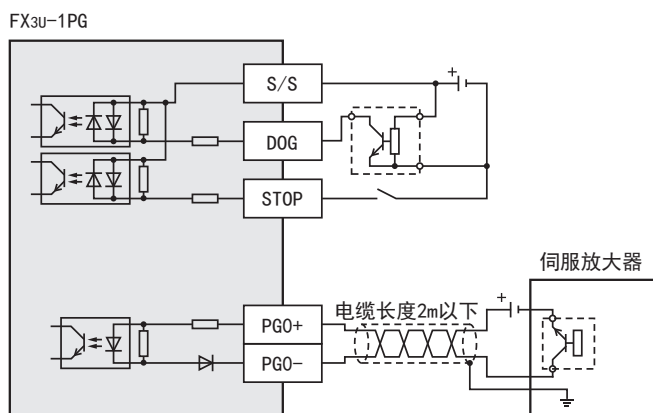 FX3U-1PG
S/S
+
DOG
STOP
伺服放大器
电缆长度2m以下
+
PG0+
PG0-